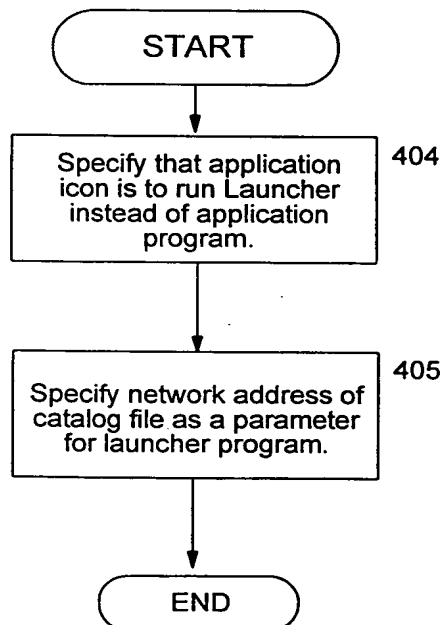 START
Specify that application
icon is to run Launcher
instead of application
program.
404
Specify network address of
catalog file as a parameter
for launcher program.
405
END